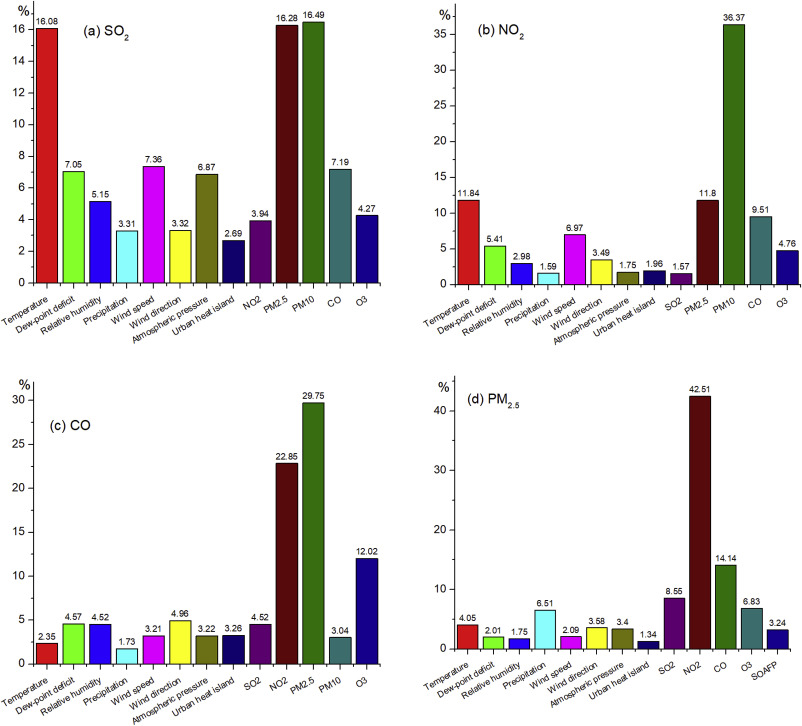 %
(a) SO2
16
14
12
10
8
6
4
2
0
16.08
7.05
5.15
3.31
7.36
3.32
6.87
2.69
3.94
16.28
16.49
7.19
4.27
Temperature
Dew-point deficit
Relative humidity
Precipitation
Wind speed
Wind direction
Atmospheric pressure
Urban heat island
NO2
PM2.5
PM10
CO
O3
%
(b) NO2
35
30
25
20
15
10
5
0
11.84
5.41
2.98
1.59
6.97
3.49
1.75
1.96
1.57
11.8
36.37
9.51
4.76
Temperature
Dew-point deficit
Relative humidity
Precipitation
Wind speed
Wind direction
Atmospheric pressure
Urban heat island
SO2
PM2.5
PM10
CO
O3
%
(c) CO
30
25
20
15
10
5
0
2.35
4.57
4.52
1.73
3.21
4.96
3.22
3.26
4.52
22.85
29.75
3.04
12.02
Temperature
Dew-point deficit
Relative humidity
Precipitation
Wind speed
Wind direction
Atmospheric pressure
Urban heat island
SO2
NO2
PM2.5
PM10
CO
O3
%
(d) PM2.5
40
30
20
10
0
4.05
2.01
1.75
6.51
2.09
3.58
3.4
1.34
8.55
42.51
14.14
6.83
3.24
Temperature
Dew-point deficit
Relative humidity
Precipitation
Wind speed
Wind direction
Atmospheric pressure
Urban heat island
SO2
NO2
CO
O3
SOAFP